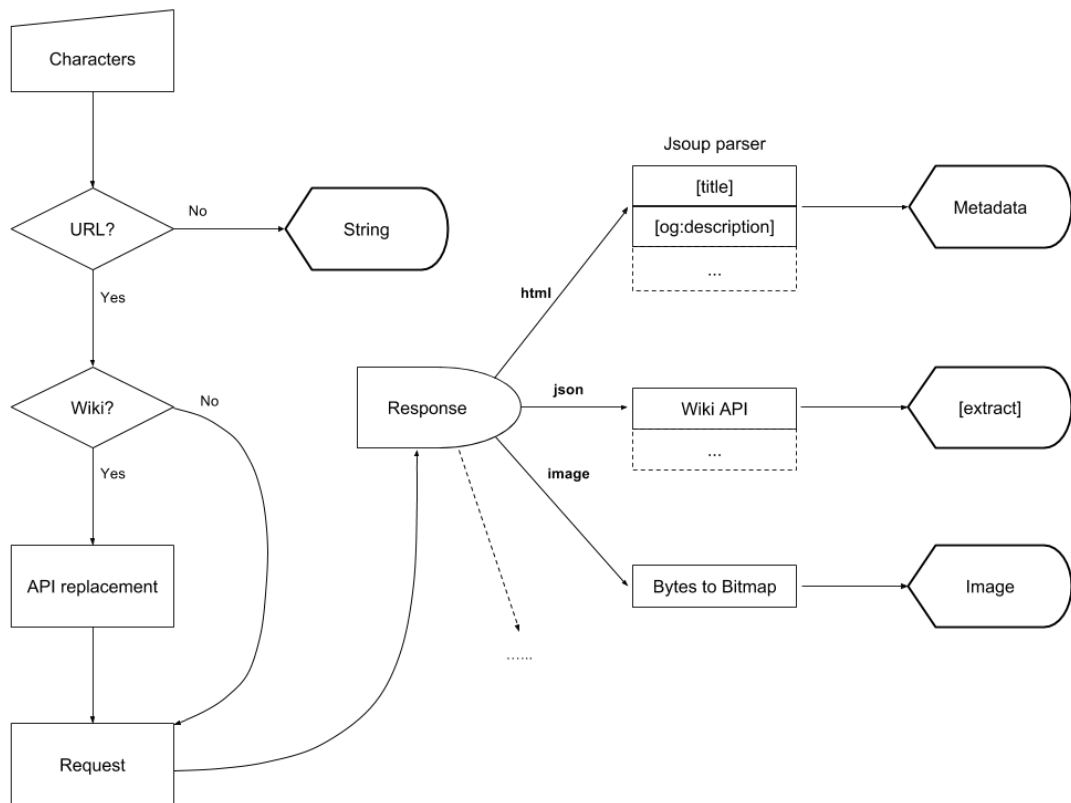 Characters
URL?
No
String
Yes
Wiki?
No
Yes
API replacement
Request
Response
html
json
image
......
Jsoup parser
[title]
[og:description]
...
Metadata
Wiki API
...
[extract]
Bytes to Bitmap
Image